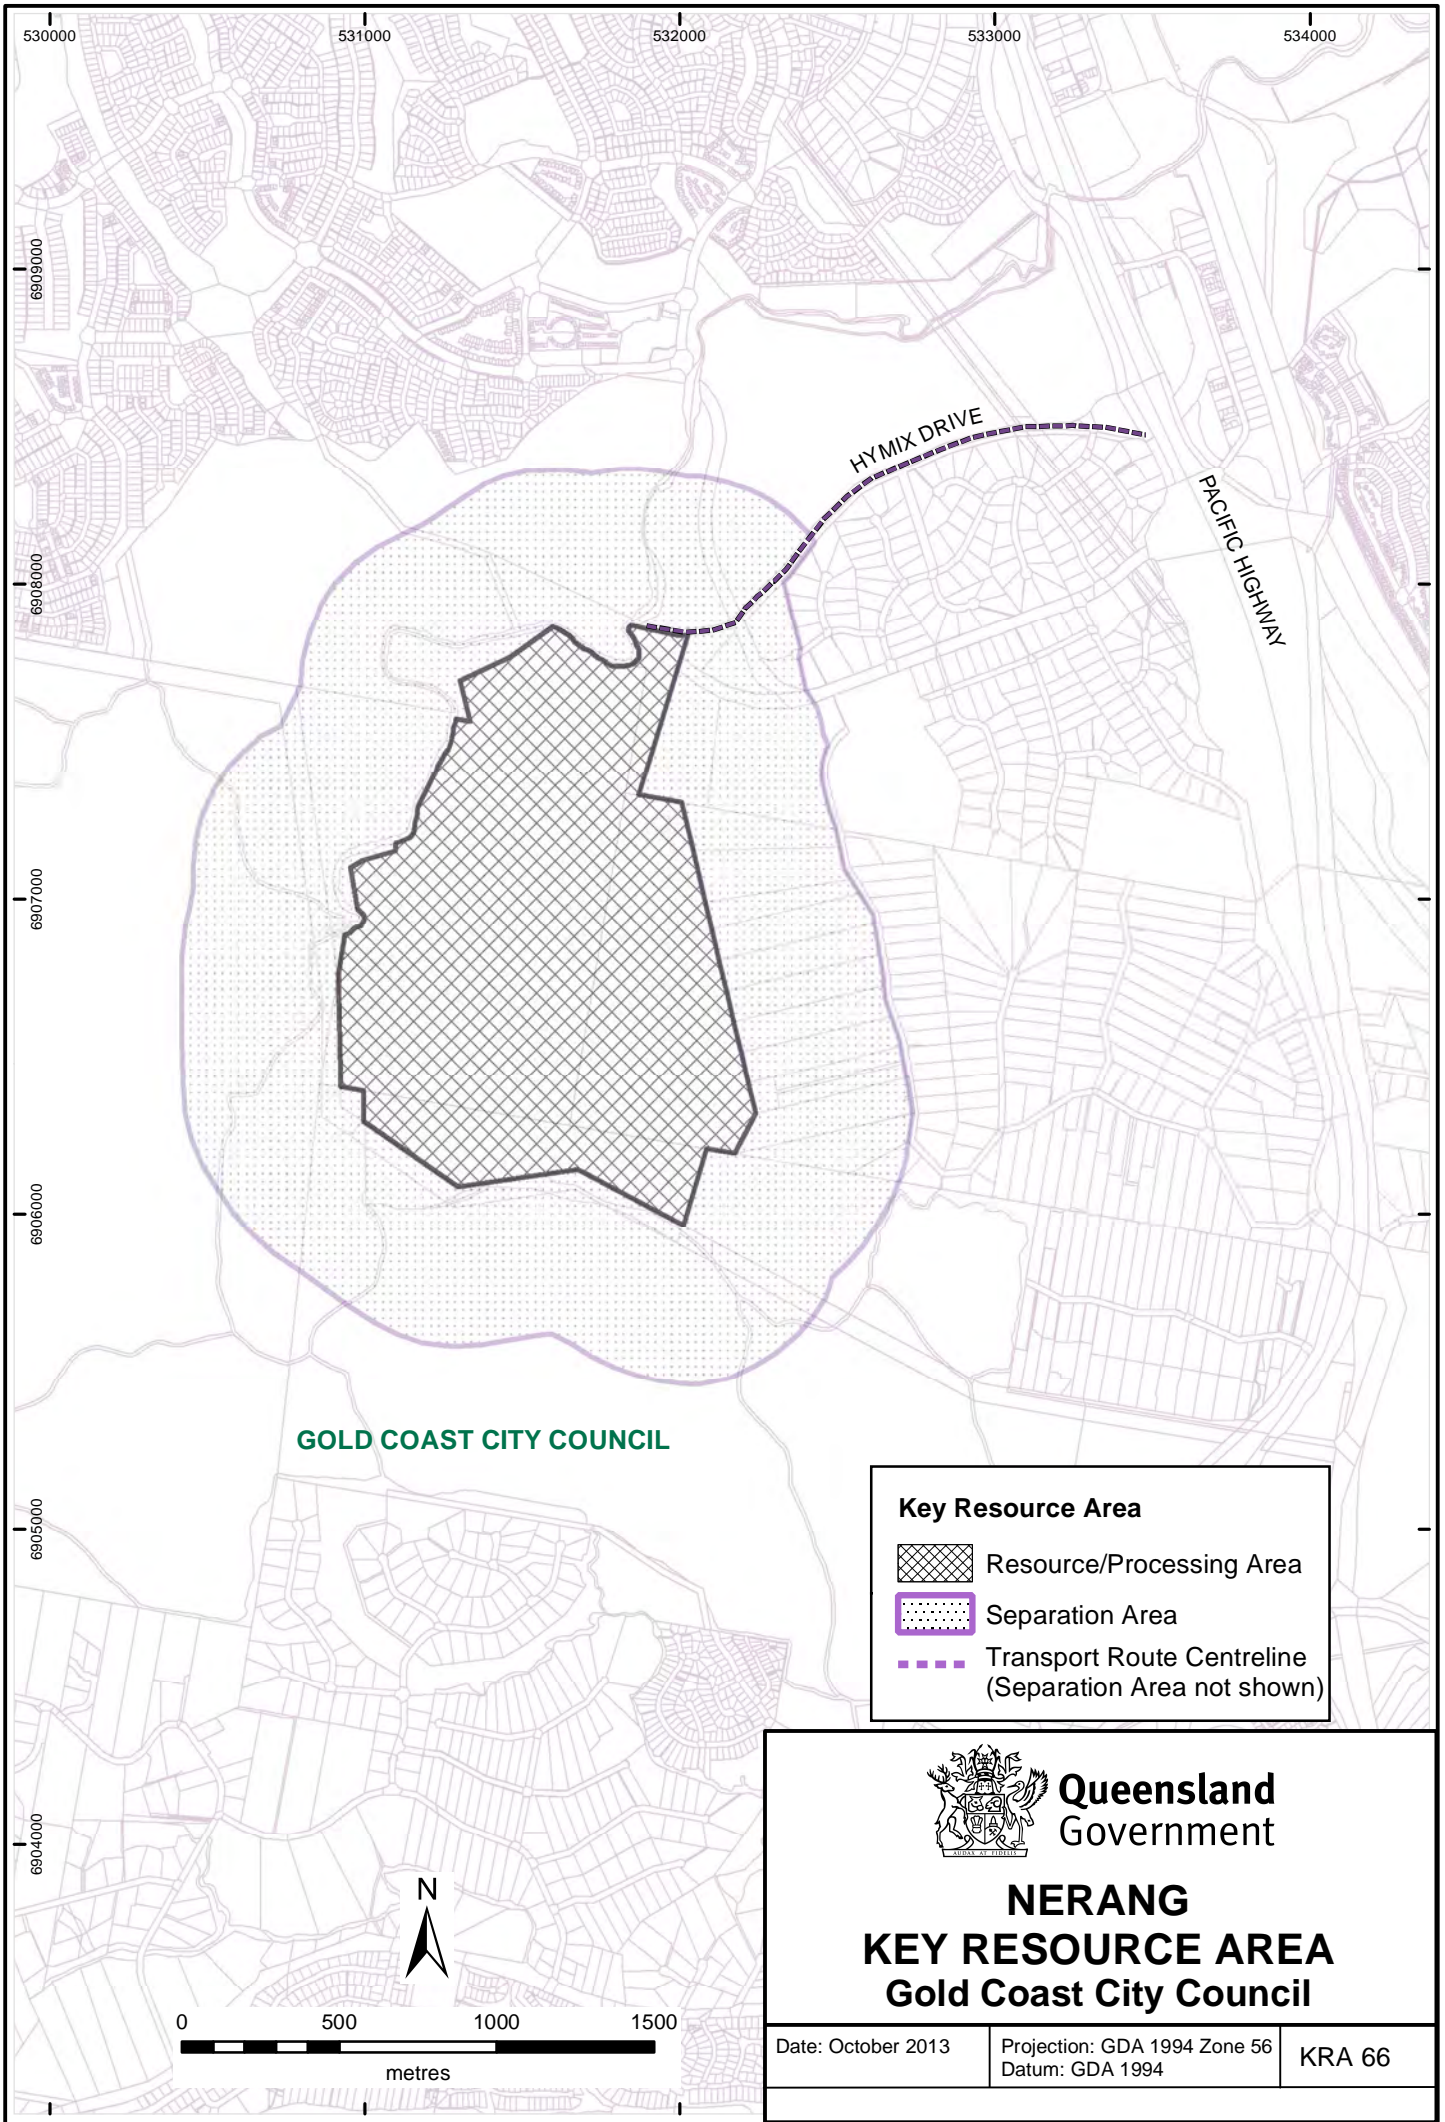 530000
531000
532000
533000
534000
6909000
6908000
6907000
6906000
6905000
6904000
HYMIX DRIVE
PACIFIC HIGHWAY
GOLD COAST CITY COUNCIL
Key Resource Area
Resource/Processing Area
Separation Area
Transport Route Centreline
(Separation Area not shown)
AUDAX AT FIDELIS
Queensland
Government
NERANG
KEY RESOURCE AREA
Gold Coast City Council
Date: October 2013
Projection: GDA 1994 Zone 56
Datum: GDA 1994
KRA 66
N
0 500 1000 1500
metres